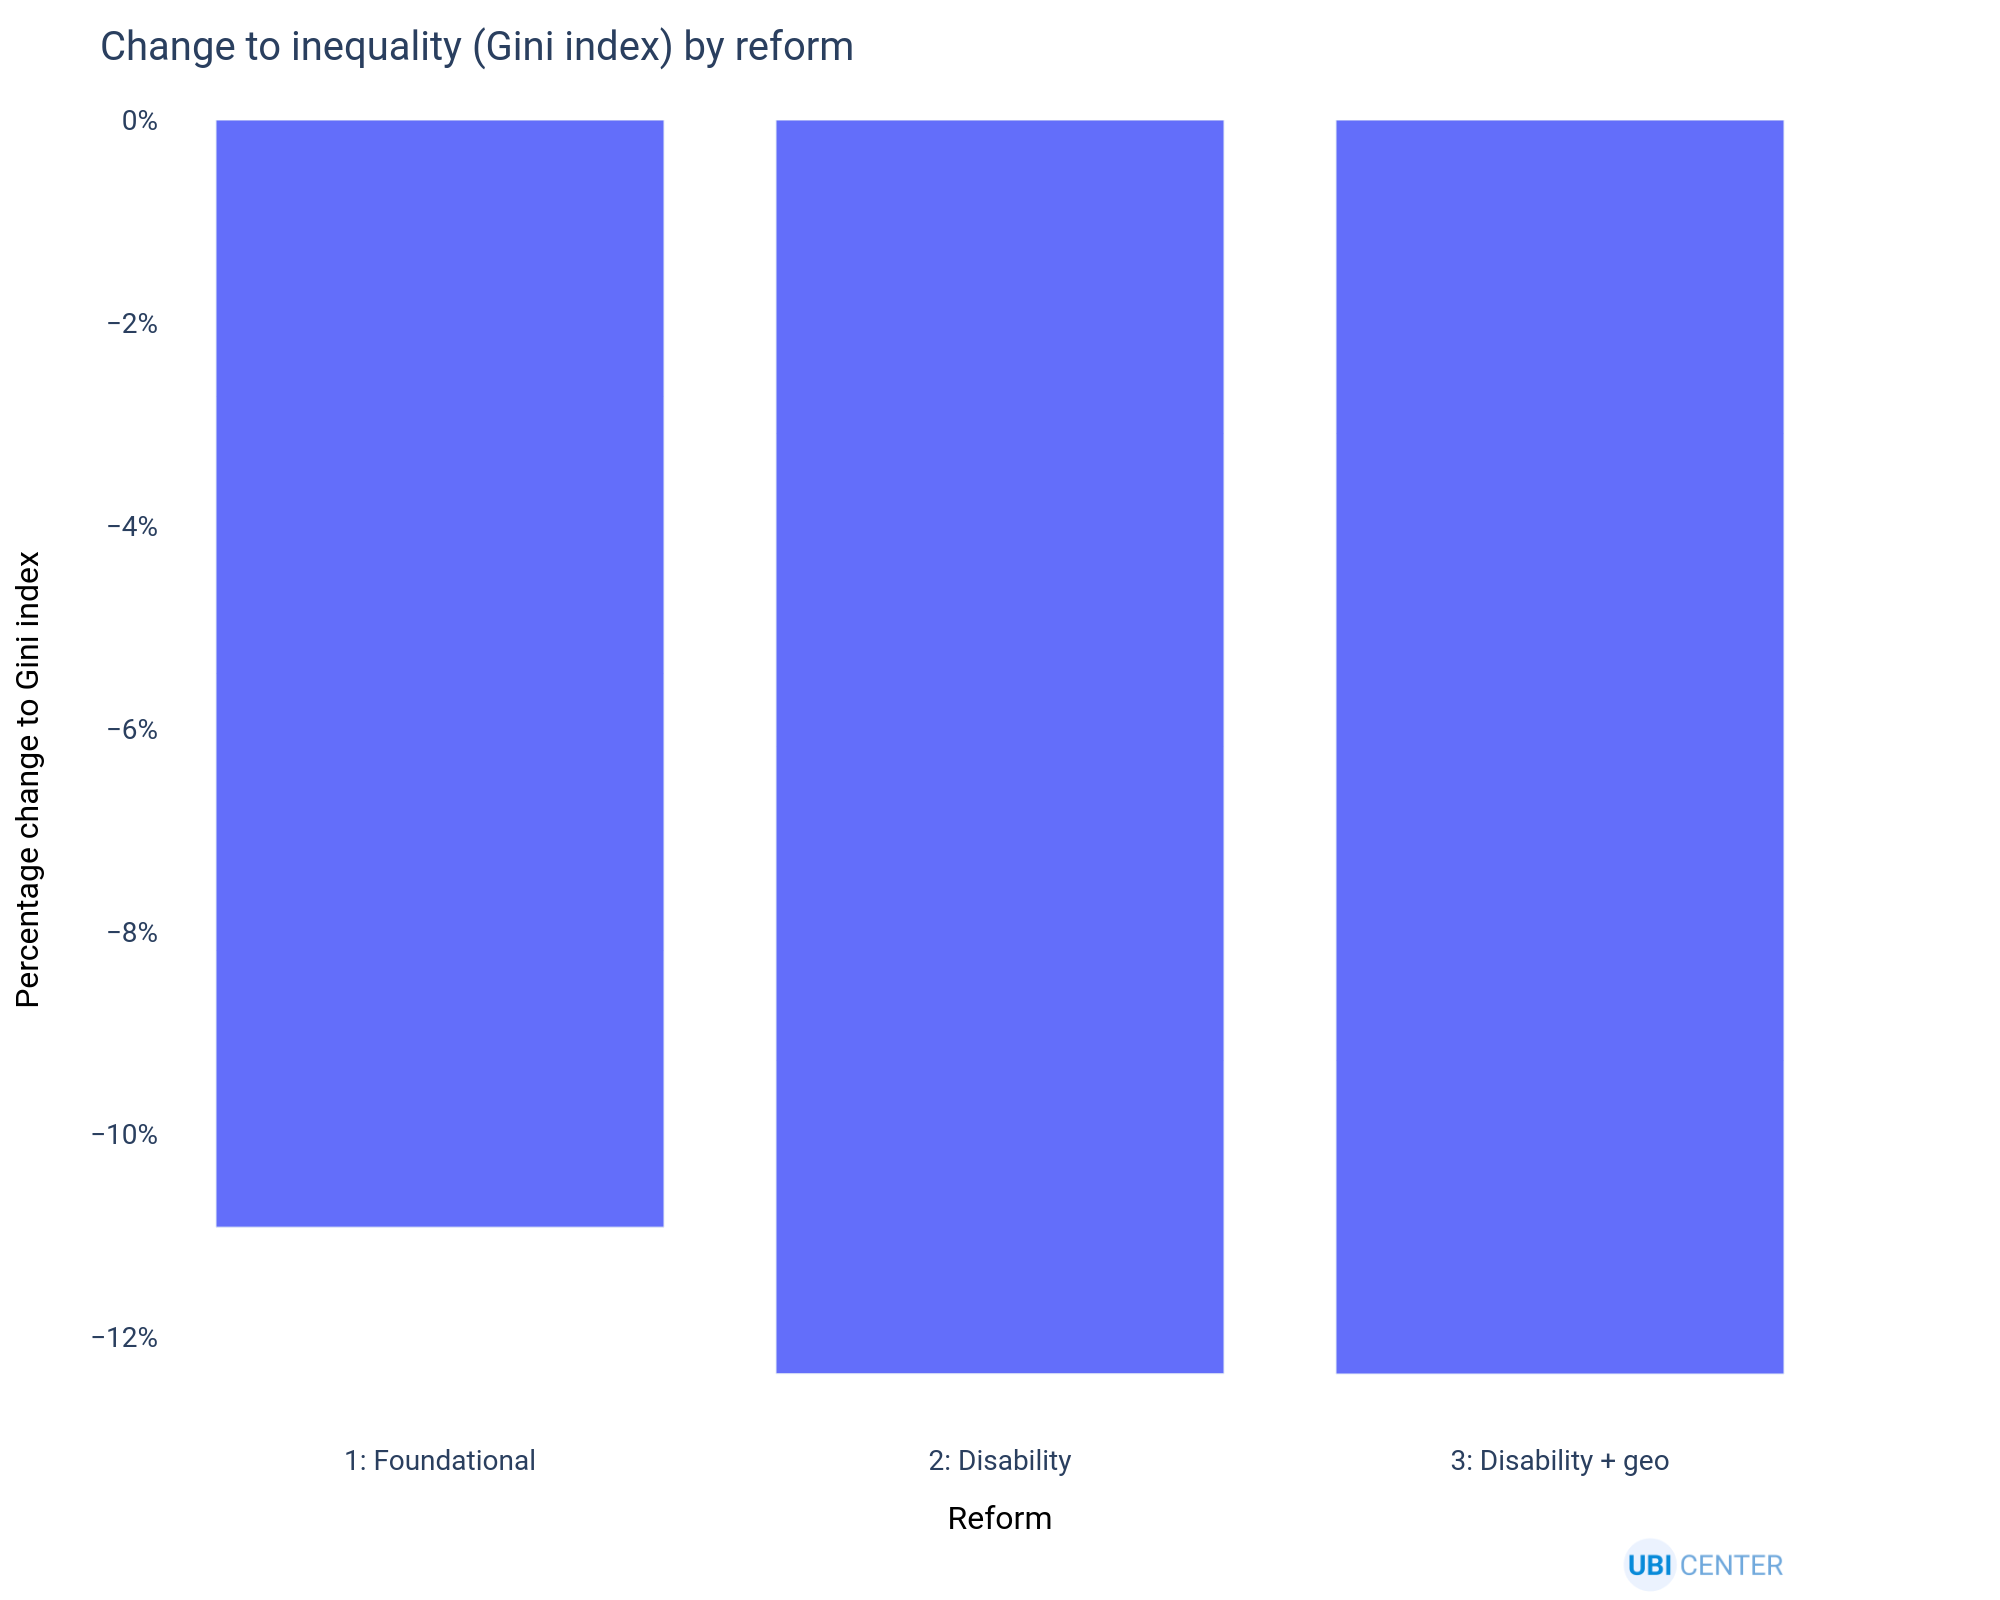 Change to inequality (Gini index) by reform
0%
−2%
−4%
−6%
−8%
−10%
−12%
Percentage change to Gini index
1: Foundational
2: Disability
3: Disability + geo
Reform
UBI CENTER